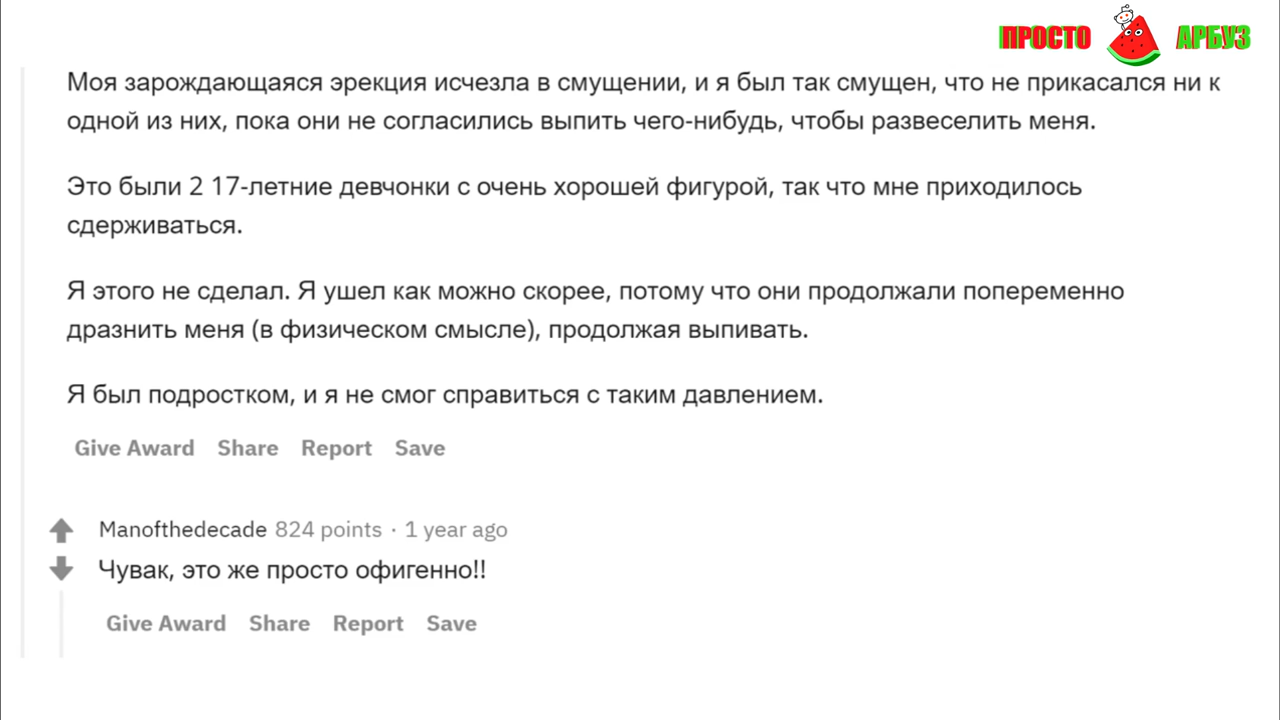 ПРОСТО АРБУЗ
Моя зарождающаяся эрекция исчезла в смущении, и я был так смущен, что не прикасался ни к
одной из них, пока они не согласились выпить чего-нибудь, чтобы развеселить меня.
Это были 2 17-летние девчонки с очень хорошей фигурой, так что мне приходилось
сдерживаться.
Я этого не сделал. Я ушел как можно скорее, потому что они продолжали попеременно
дразнить меня (в физическом смысле), продолжая выпивать.
Я был подростком, и я не смог справиться с таким давлением.
Give Award Share Report Save
Manofthedecade 824 points · 1 year ago
Чувак, это же просто офигенно!!
Give Award Share Report Save